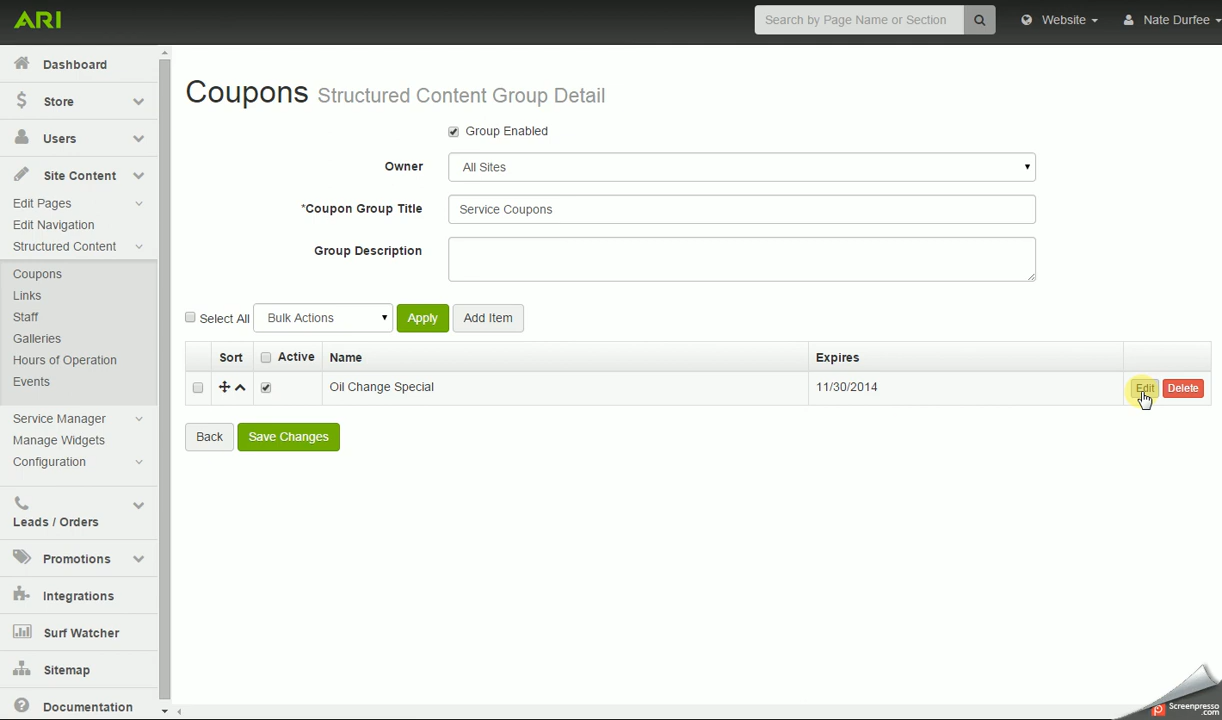 ARI
Search by Page Name or Section
Website
Nate Durfee
Dashboard
Store
Users
Site Content
Edit Pages
Edit Navigation
Structured Content
Coupons
Links
Staff
Galleries
Hours of Operation
Events
Service Manager
Manage Widgets
Configuration
Leads / Orders
Promotions
Integrations
Surf Watcher
Sitemap
Documentation
Coupons Structured Content Group Detail
Group Enabled
Owner All Sites
*Coupon Group Title Service Coupons
Group Description
Select All Bulk Actions Apply Add Item
Sort Active Name Expires
Oil Change Special 11/30/2014 Edit Delete
Back Save Changes
Screenpresso
.com